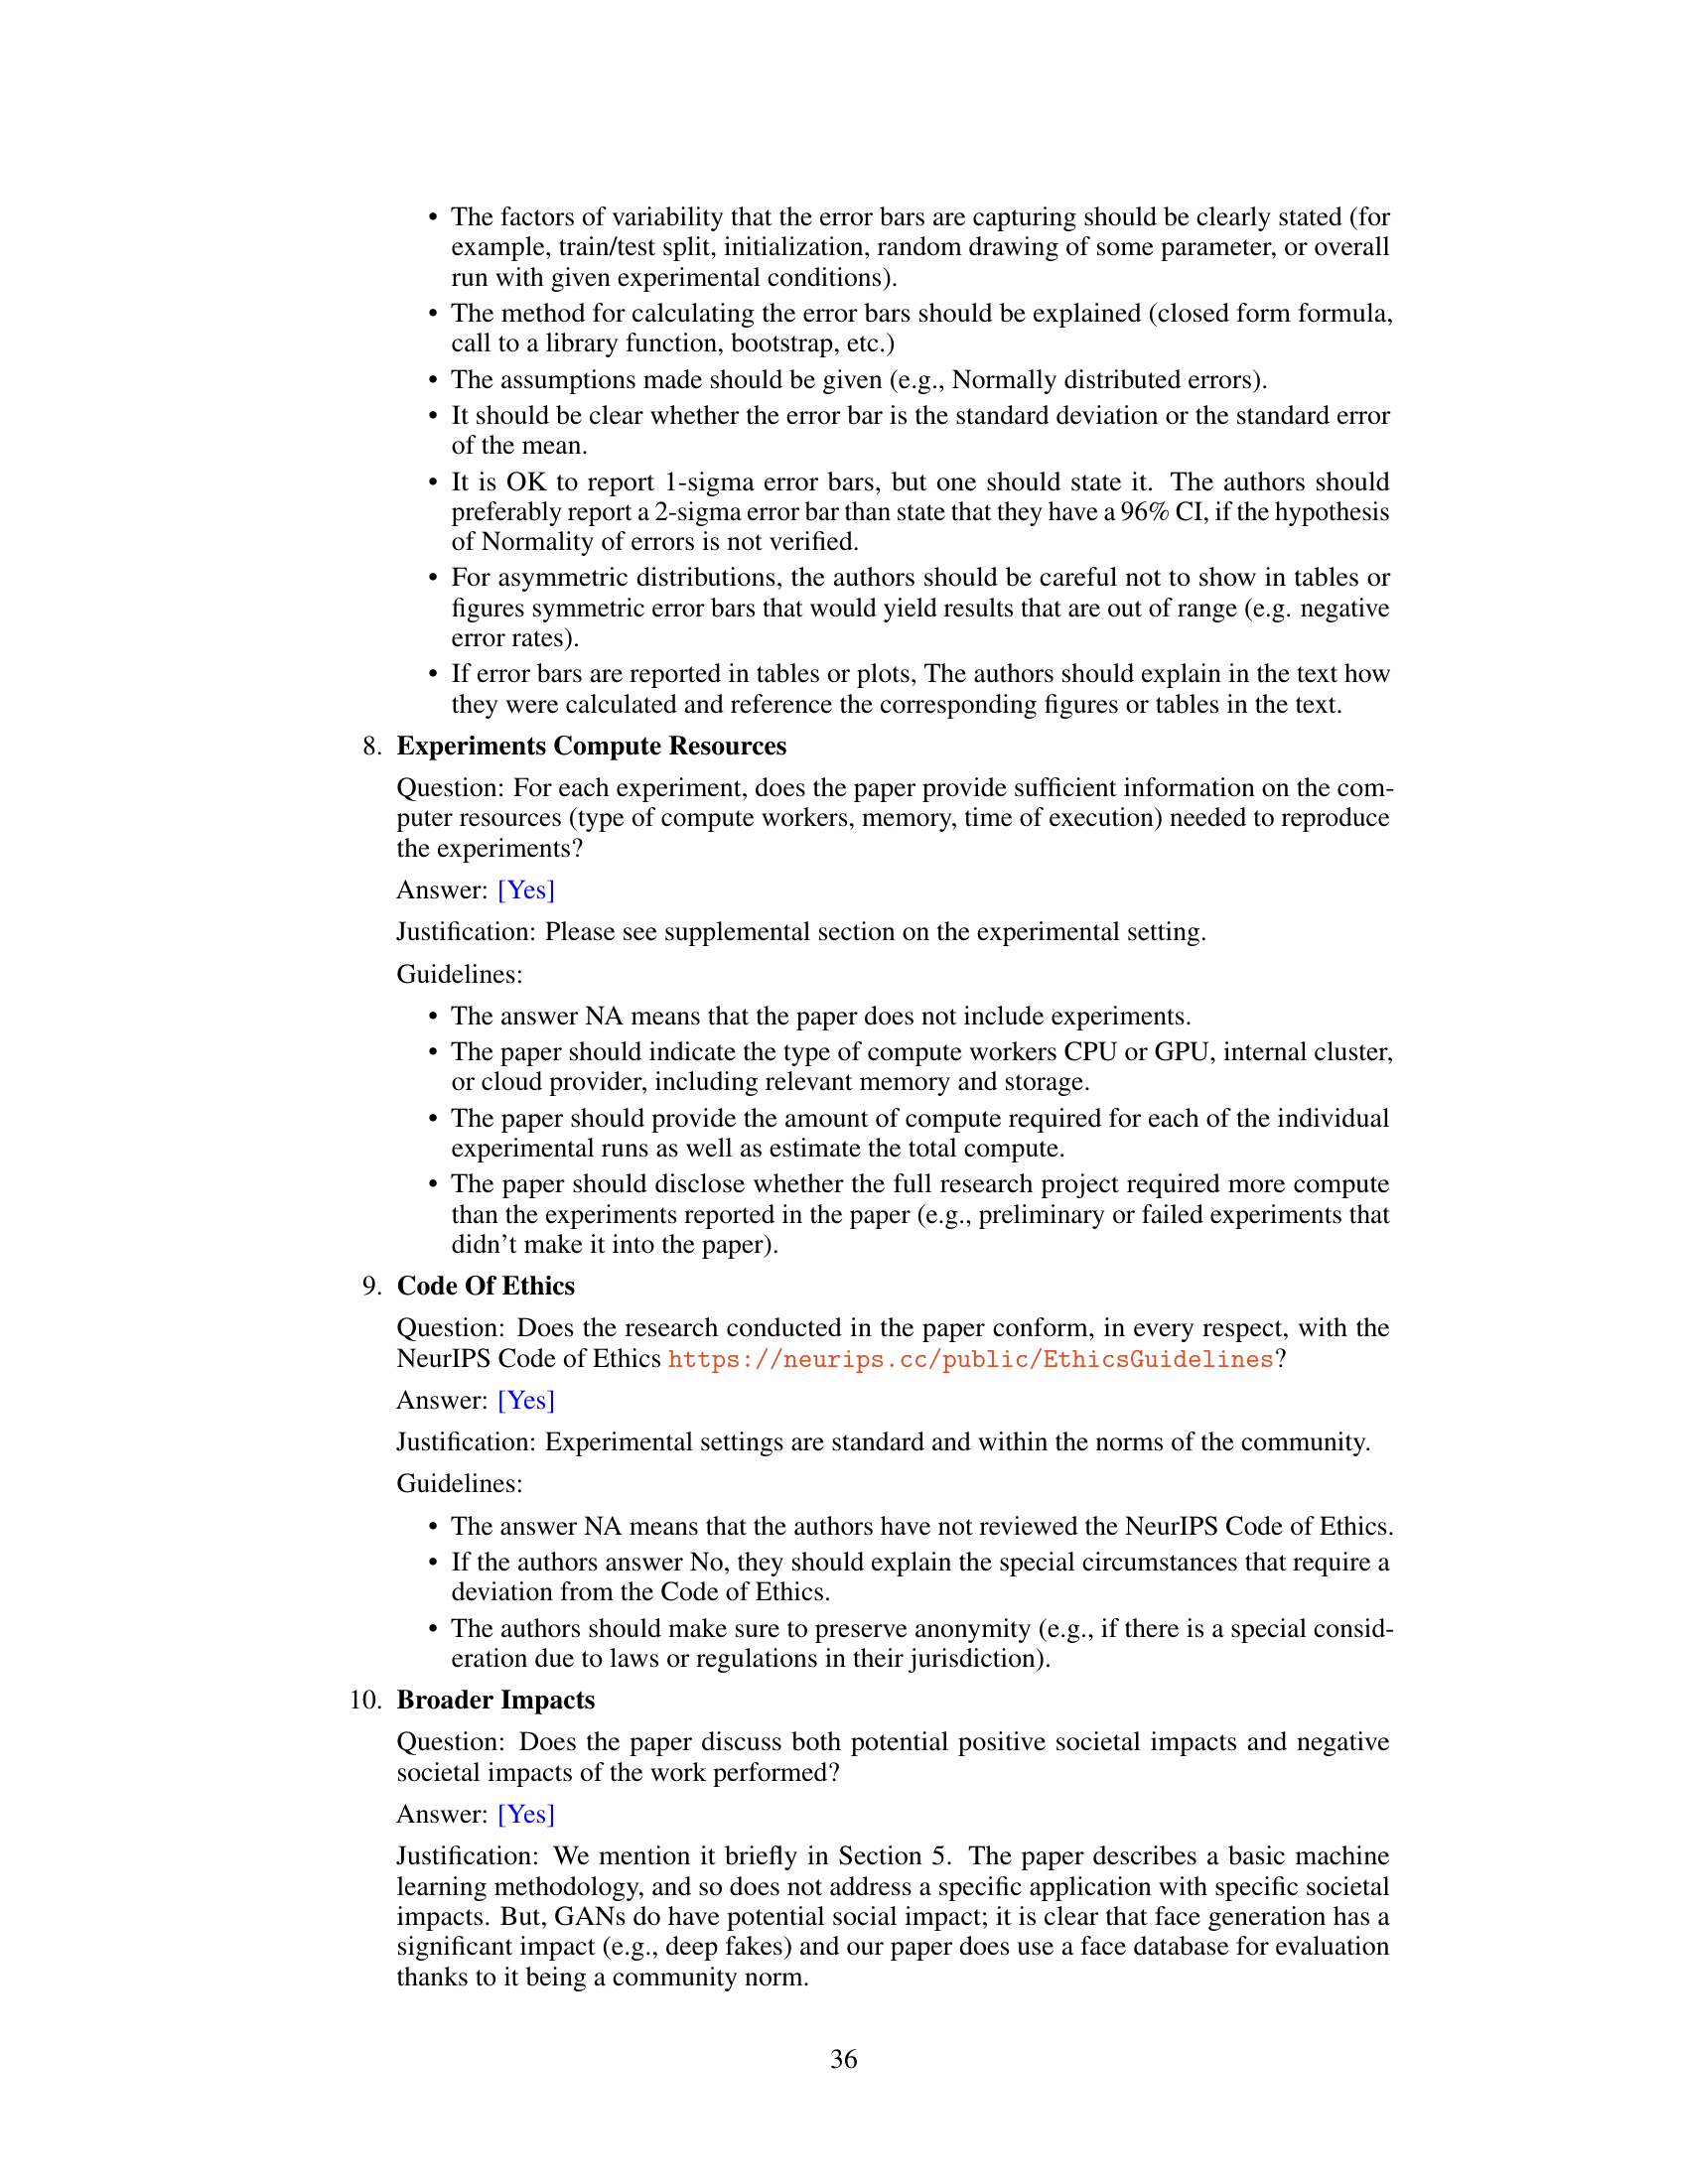 • The factors of variability that the error bars are capturing should be clearly stated (for
example, train/test split, initialization, random drawing of some parameter, or overall
run with given experimental conditions).
• The method for calculating the error bars should be explained (closed form formula,
call to a library function, bootstrap, etc.)
• The assumptions made should be given (e.g., Normally distributed errors).
• It should be clear whether the error bar is the standard deviation or the standard error
of the mean.
• It is OK to report 1-sigma error bars, but one should state it. The authors should
preferably report a 2-sigma error bar than state that they have a 96% CI, if the hypothesis
of Normality of errors is not verified.
• For asymmetric distributions, the authors should be careful not to show in tables or
figures symmetric error bars that would yield results that are out of range (e.g. negative
error rates).
• If error bars are reported in tables or plots, The authors should explain in the text how
they were calculated and reference the corresponding figures or tables in the text.
8. Experiments Compute Resources
Question: For each experiment, does the paper provide sufficient information on the com-
puter resources (type of compute workers, memory, time of execution) needed to reproduce
the experiments?
Answer: [Yes]
Justification: Please see supplemental section on the experimental setting.
Guidelines:
• The answer NA means that the paper does not include experiments.
• The paper should indicate the type of compute workers CPU or GPU, internal cluster,
or cloud provider, including relevant memory and storage.
• The paper should provide the amount of compute required for each of the individual
experimental runs as well as estimate the total compute.
• The paper should disclose whether the full research project required more compute
than the experiments reported in the paper (e.g., preliminary or failed experiments that
didn't make it into the paper).
9. Code Of Ethics
Question: Does the research conducted in the paper conform, in every respect, with the
NeurIPS Code of Ethics https://neurips.cc/public/EthicsGuidelines?
Answer: [Yes]
Justification: Experimental settings are standard and within the norms of the community.
Guidelines:
• The answer NA means that the authors have not reviewed the NeurIPS Code of Ethics.
• If the authors answer No, they should explain the special circumstances that require a
deviation from the Code of Ethics.
• The authors should make sure to preserve anonymity (e.g., if there is a special consid-
eration due to laws or regulations in their jurisdiction).
10. Broader Impacts
Question: Does the paper discuss both potential positive societal impacts and negative
societal impacts of the work performed?
Answer: [Yes]
Justification: We mention it briefly in Section 5. The paper describes a basic machine
learning methodology, and so does not address a specific application with specific societal
impacts. But, GANs do have potential social impact; it is clear that face generation has a
significant impact (e.g., deep fakes) and our paper does use a face database for evaluation
thanks to it being a community norm.
36